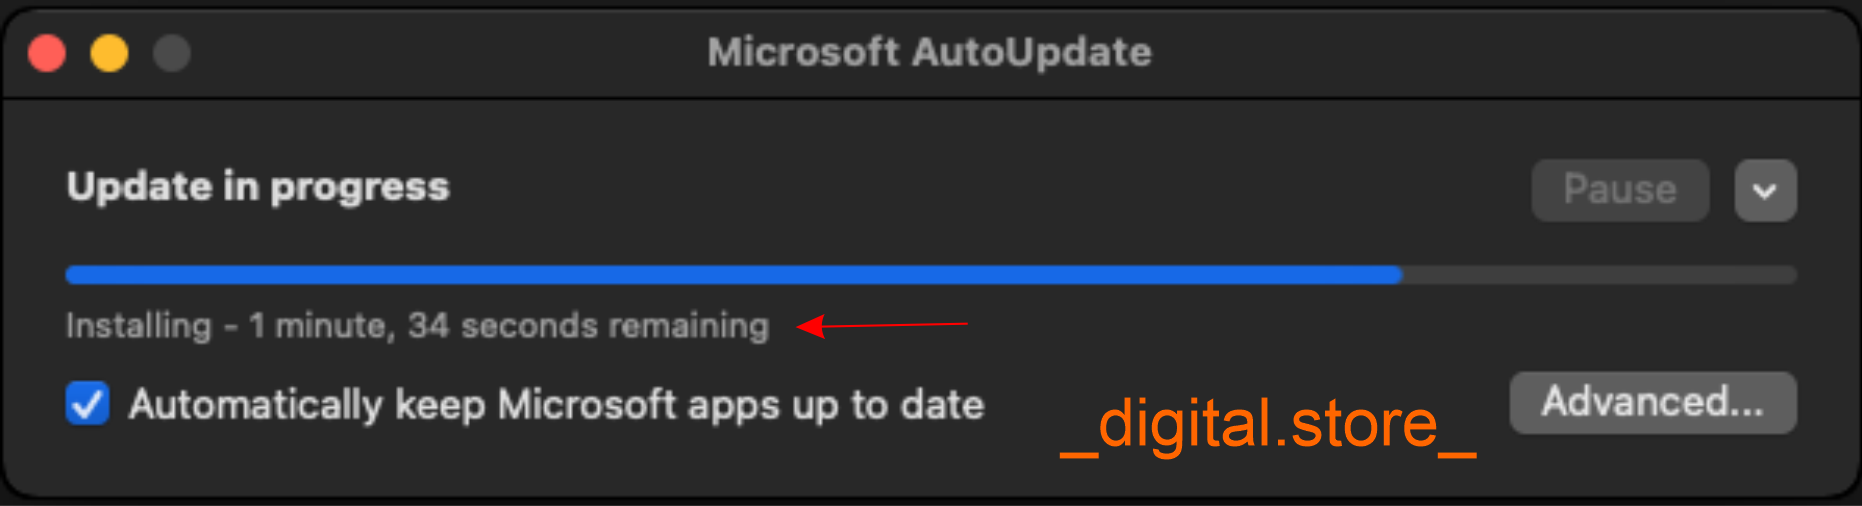 Microsoft AutoUpdate
Update in progress
Pause
Installing - 1 minute, 34 seconds remaining
Automatically keep Microsoft apps up to date
_digital.store_
Advanced...